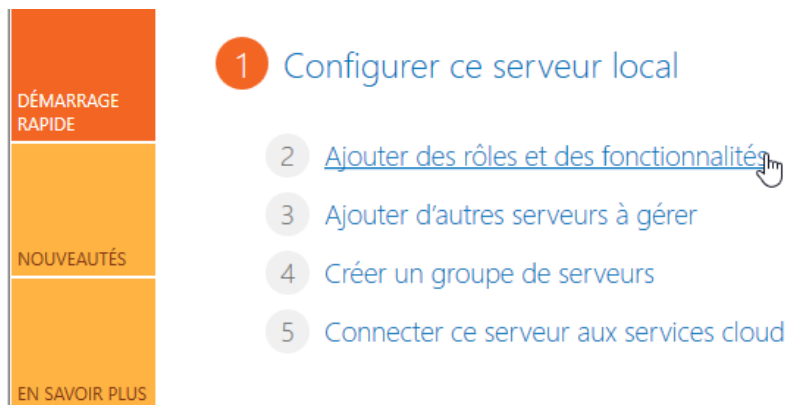 DÉMARRAGE
RAPIDE
NOUVEAUTÉS
EN SAVOIR PLUS
1 Configurer ce serveur local
2 Ajouter des rôles et des fonctionnalités
3 Ajouter d’autres serveurs à gérer
4 Créer un groupe de serveurs
5 Connecter ce serveur aux services cloud